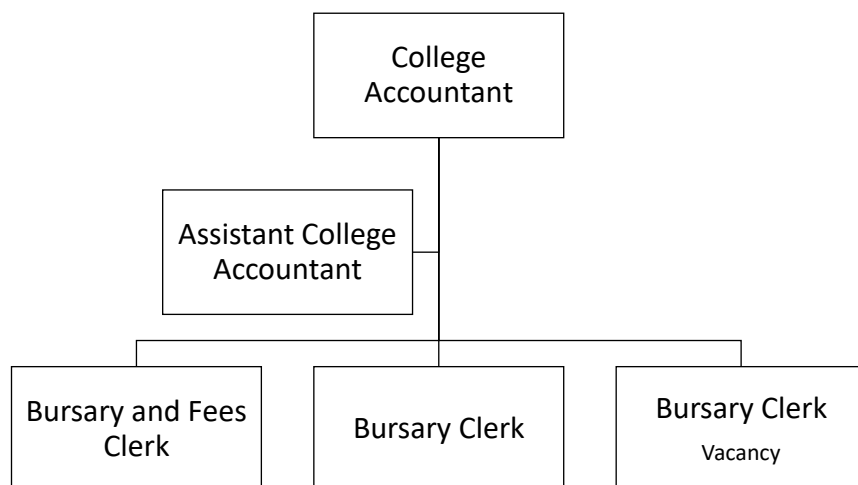 College
Accountant
Assistant College
Accountant
Bursary and Fees
Clerk
Bursary Clerk
Bursary Clerk
Vacancy